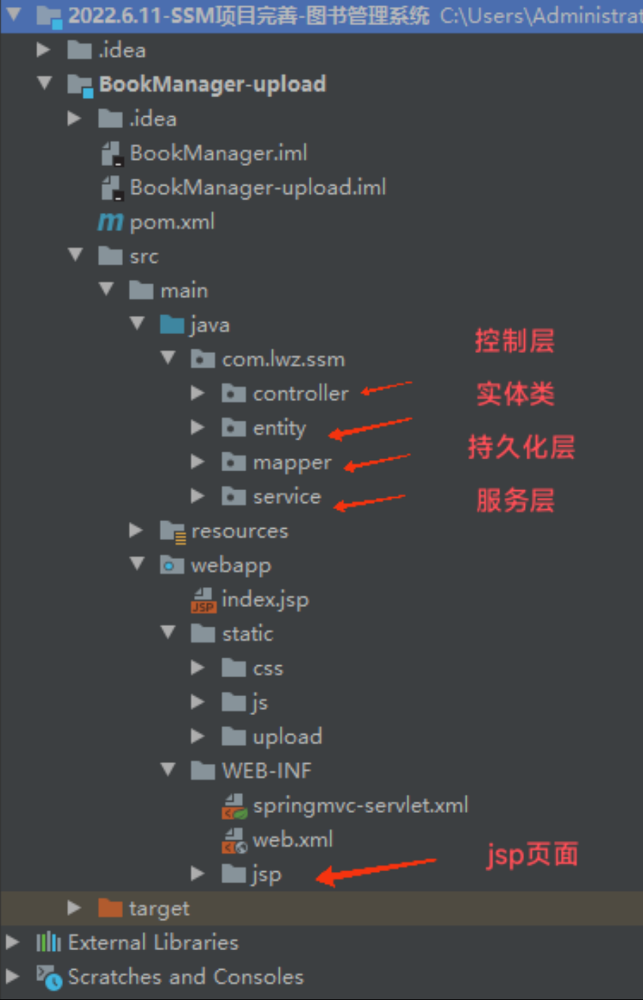 2022.6.11-SSM项目完善-图书管理系统 C:\Users\Administrat
.idea
BookManager-upload
.idea
BookManager.iml
BookManager-upload.iml
pom.xml
src
main
java
控制层
com.lwz.ssm
controller
实体类
entity
持久化层
mapper
service
服务层
resources
webapp
index.jsp
static
css
js
upload
WEB-INF
springmvc-servlet.xml
web.xml
jsp页面
jsp
target
External Libraries
Scratches and Consoles